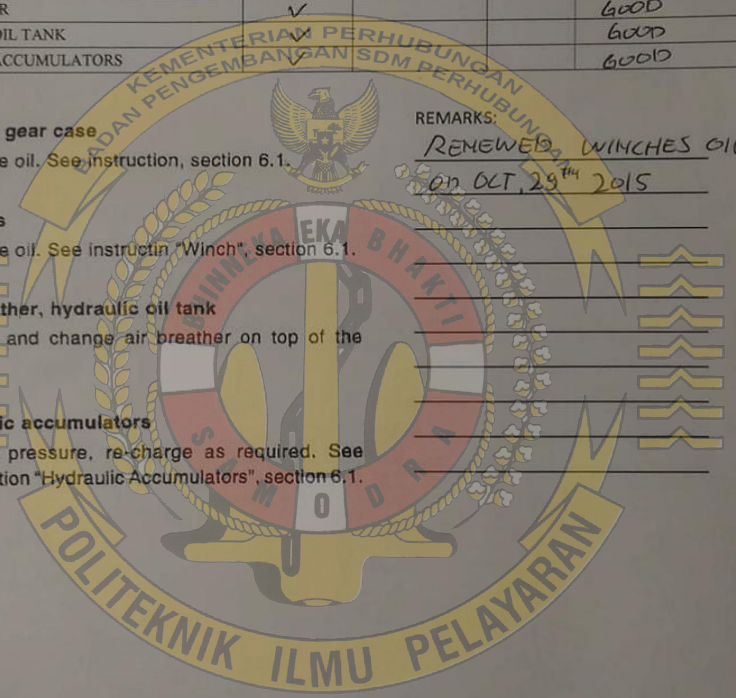 R ✓ GOOD
OIL TANK ✓ GOOD
ACCUMULATORS ✓ GOOD
gear case
e oil. See instruction, section 6.1.
s
e oil. See instructin "Winch", section 6.1.
ther, hydraulic oil tank
and change air breather on top of the
ic accumulators
pressure, re-charge as required. See
tion "Hydraulic Accumulators", section 6.1.
REMARKS:
RENEWED WINCHES OIL
on OCT, 29TH 2015
KEMENTERIAN PERHUBUNGAN
BADAN PENGEMBANGAN SDM PERHUBUNGAN
BHINNEKA EKA BHAKTI
SAMODRA
POLITEKNIK ILMU PELAYARAN